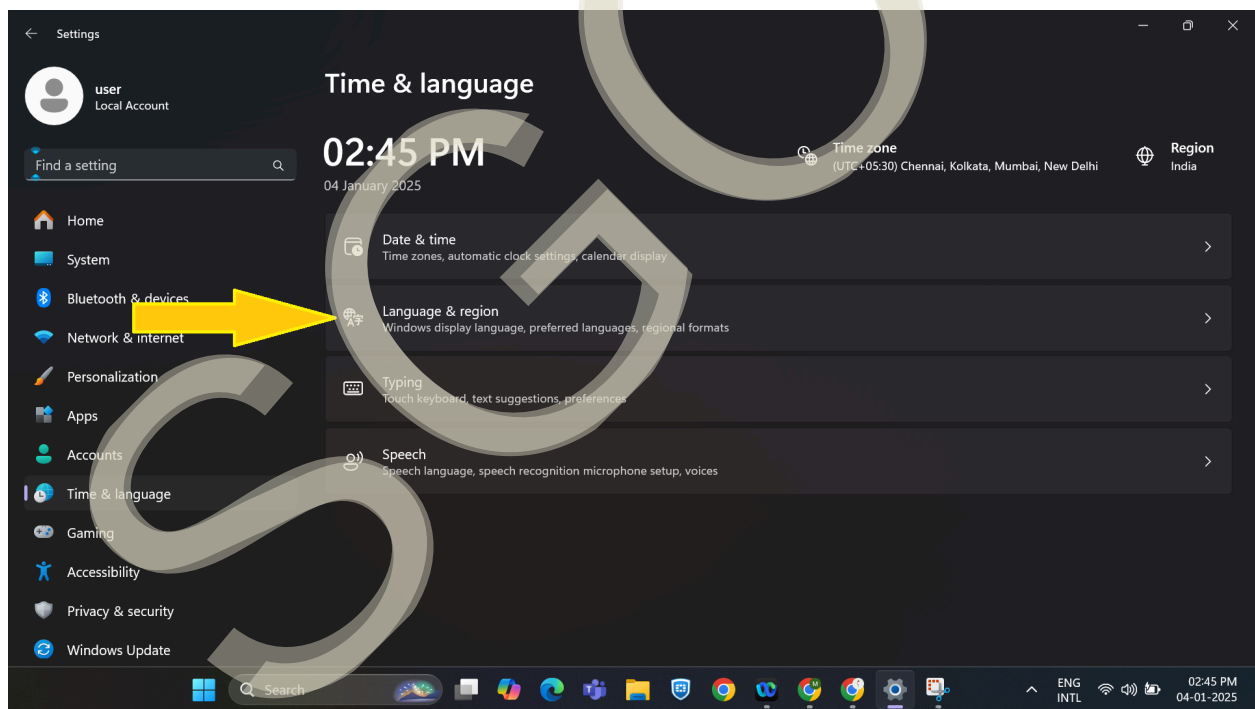 Settings
user
Local Account
Find a setting
Home
System
Bluetooth & devices
Network & internet
Personalization
Apps
Accounts
Time & language
Gaming
Accessibility
Privacy & security
Windows Update
Time & language
02:45 PM
04 January 2025
Time zone
(UTC+05:30) Chennai, Kolkata, Mumbai, New Delhi
Region
India
Date & time
Time zones, automatic clock settings, calendar display
Language & region
Windows display language, preferred languages, regional formats
Typing
Touch keyboard, text suggestions, preferences
Speech
Speech language, speech recognition microphone setup, voices
SGO
Search
ENG
INTL
02:45 PM
04-01-2025